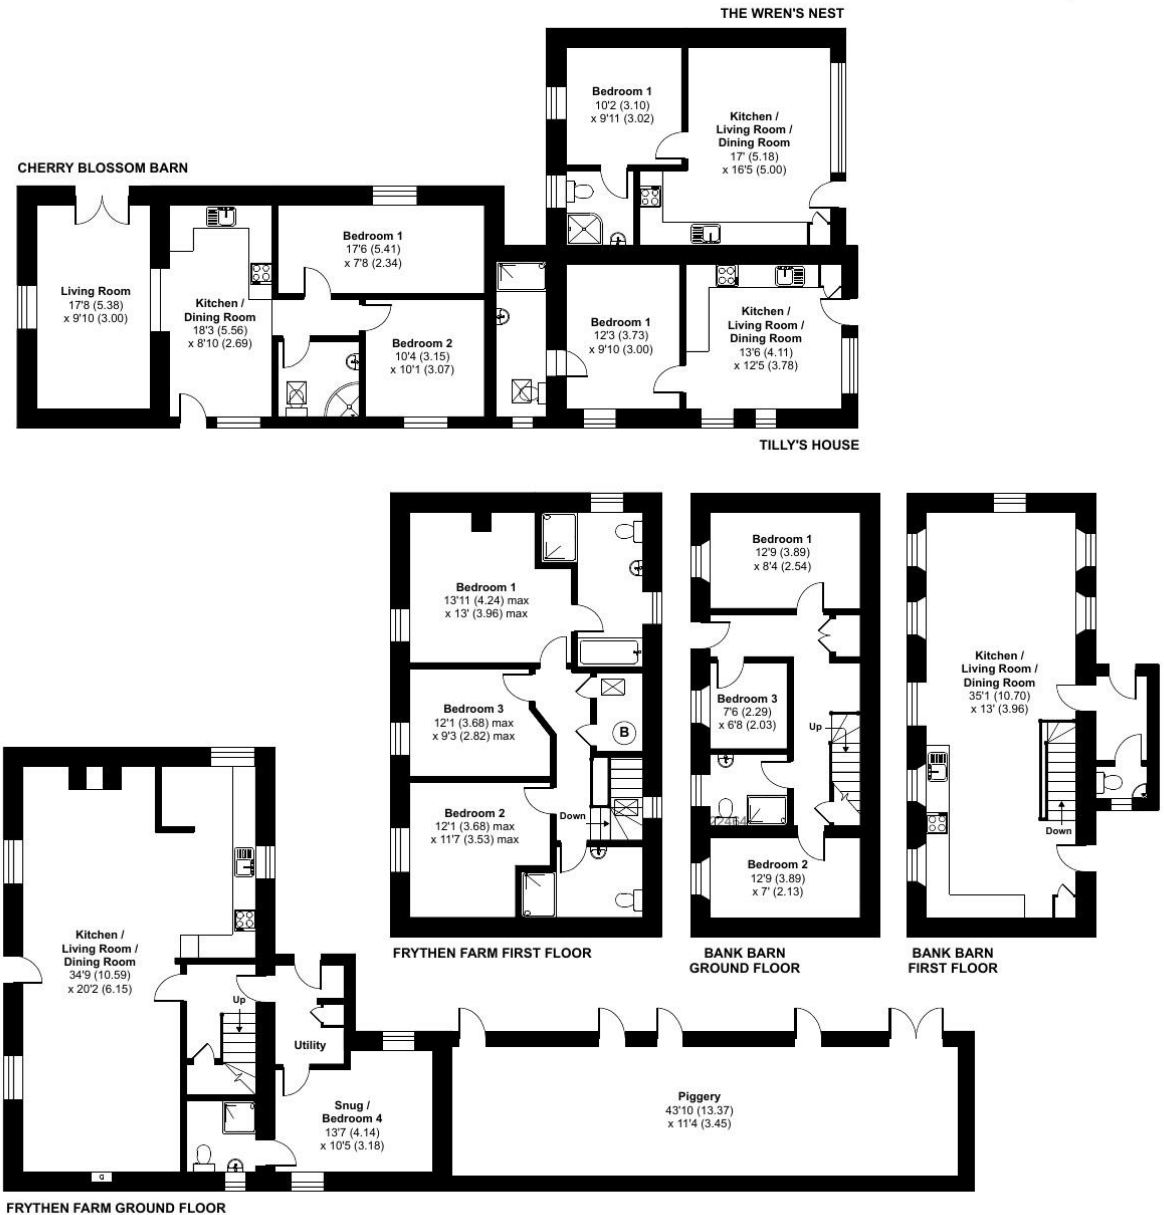 THE WREN'S NEST
Bedroom 1
10'2 (3.10)
x 9'11 (3.02)
Kitchen /
Living Room /
Dining Room
17' (5.18)
x 16'5 (5.00)
CHERRY BLOSSOM BARN
Living Room
17'8 (5.38)
x 9'10 (3.00)
Kitchen /
Dining Room
18'3 (5.56)
x 8'10 (2.69)
Bedroom 1
17'6 (5.41)
x 7'8 (2.34)
Bedroom 2
10'4 (3.15)
x 10'1 (3.07)
Bedroom 1
12'3 (3.73)
x 9'10 (3.00)
Kitchen /
Living Room /
Dining Room
13'6 (4.11)
x 12'5 (3.78)
TILLY'S HOUSE
Bedroom 1
13'11 (4.24) max
x 13' (3.96) max
Bedroom 3
12'1 (3.68) max
x 9'3 (2.82) max
B
Bedroom 2
12'1 (3.68) max
x 11'7 (3.53) max
Down
FRYTHEN FARM FIRST FLOOR
Bedroom 1
12'9 (3.89)
x 8'4 (2.54)
Bedroom 3
7'6 (2.29)
x 6'8 (2.03)
Up
Bedroom 2
12'9 (3.89)
x 7' (2.13)
BANK BARN
GROUND FLOOR
Kitchen /
Living Room /
Dining Room
35'1 (10.70)
x 13' (3.96)
Down
BANK BARN
FIRST FLOOR
Kitchen /
Living Room /
Dining Room
34'9 (10.59)
x 20'2 (6.15)
Up
Utility
Snug /
Bedroom 4
13'7 (4.14)
x 10'5 (3.18)
G
Piggery
43'10 (13.37)
x 11'4 (3.45)
FRYTHEN FARM GROUND FLOOR